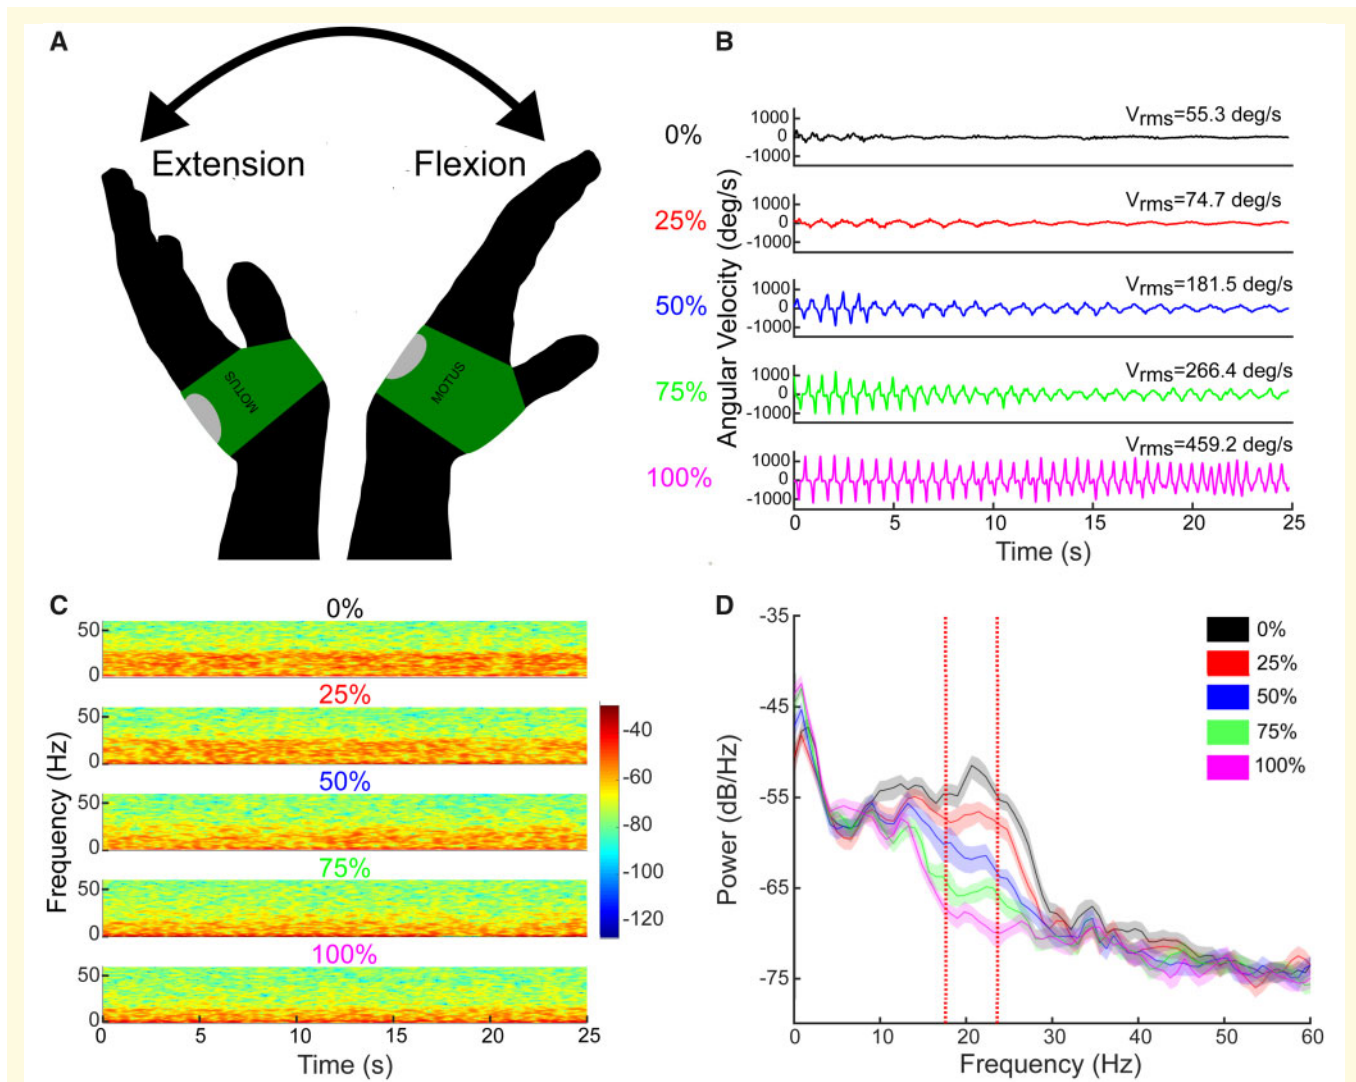 A
Extension
Flexion
MOTUS
MOTUS
B
0%
25%
50%
75%
100%
Angular Velocity (deg/s)
1000
0
-1000
Vrms=55.3 deg/s
1000
0
-1000
Vrms=74.7 deg/s
1000
0
-1000
Vrms=181.5 deg/s
1000
0
-1000
Vrms=266.4 deg/s
1000
0
-1000
Vrms=459.2 deg/s
0 5 10 15 20 25
Time (s)
C
Frequency (Hz)
0%
50
0
25%
50
0
50%
50
0
75%
50
0
100%
50
0
0 5 10 15 20 25
Time (s)
-40
-60
-80
-100
-120
D
Power (dB/Hz)
-35
-45
-55
-65
-75
0%
25%
50%
75%
100%
0 10 20 30 40 50 60
Frequency (Hz)